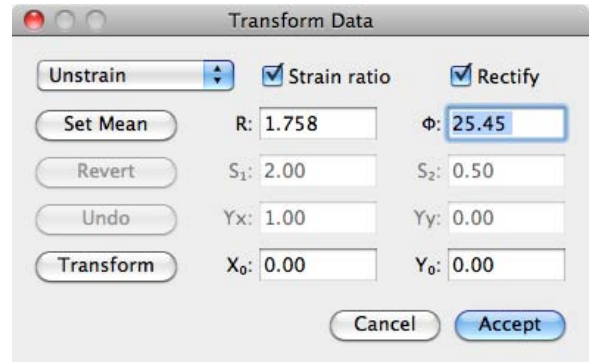 Transform Data
Unstrain Strain ratio Rectify
Set Mean R: 1.758 Φ: 25.45
Revert S₁: 2.00 S₂: 0.50
Undo Yx: 1.00 Yy: 0.00
Transform X₀: 0.00 Y₀: 0.00
Cancel Accept